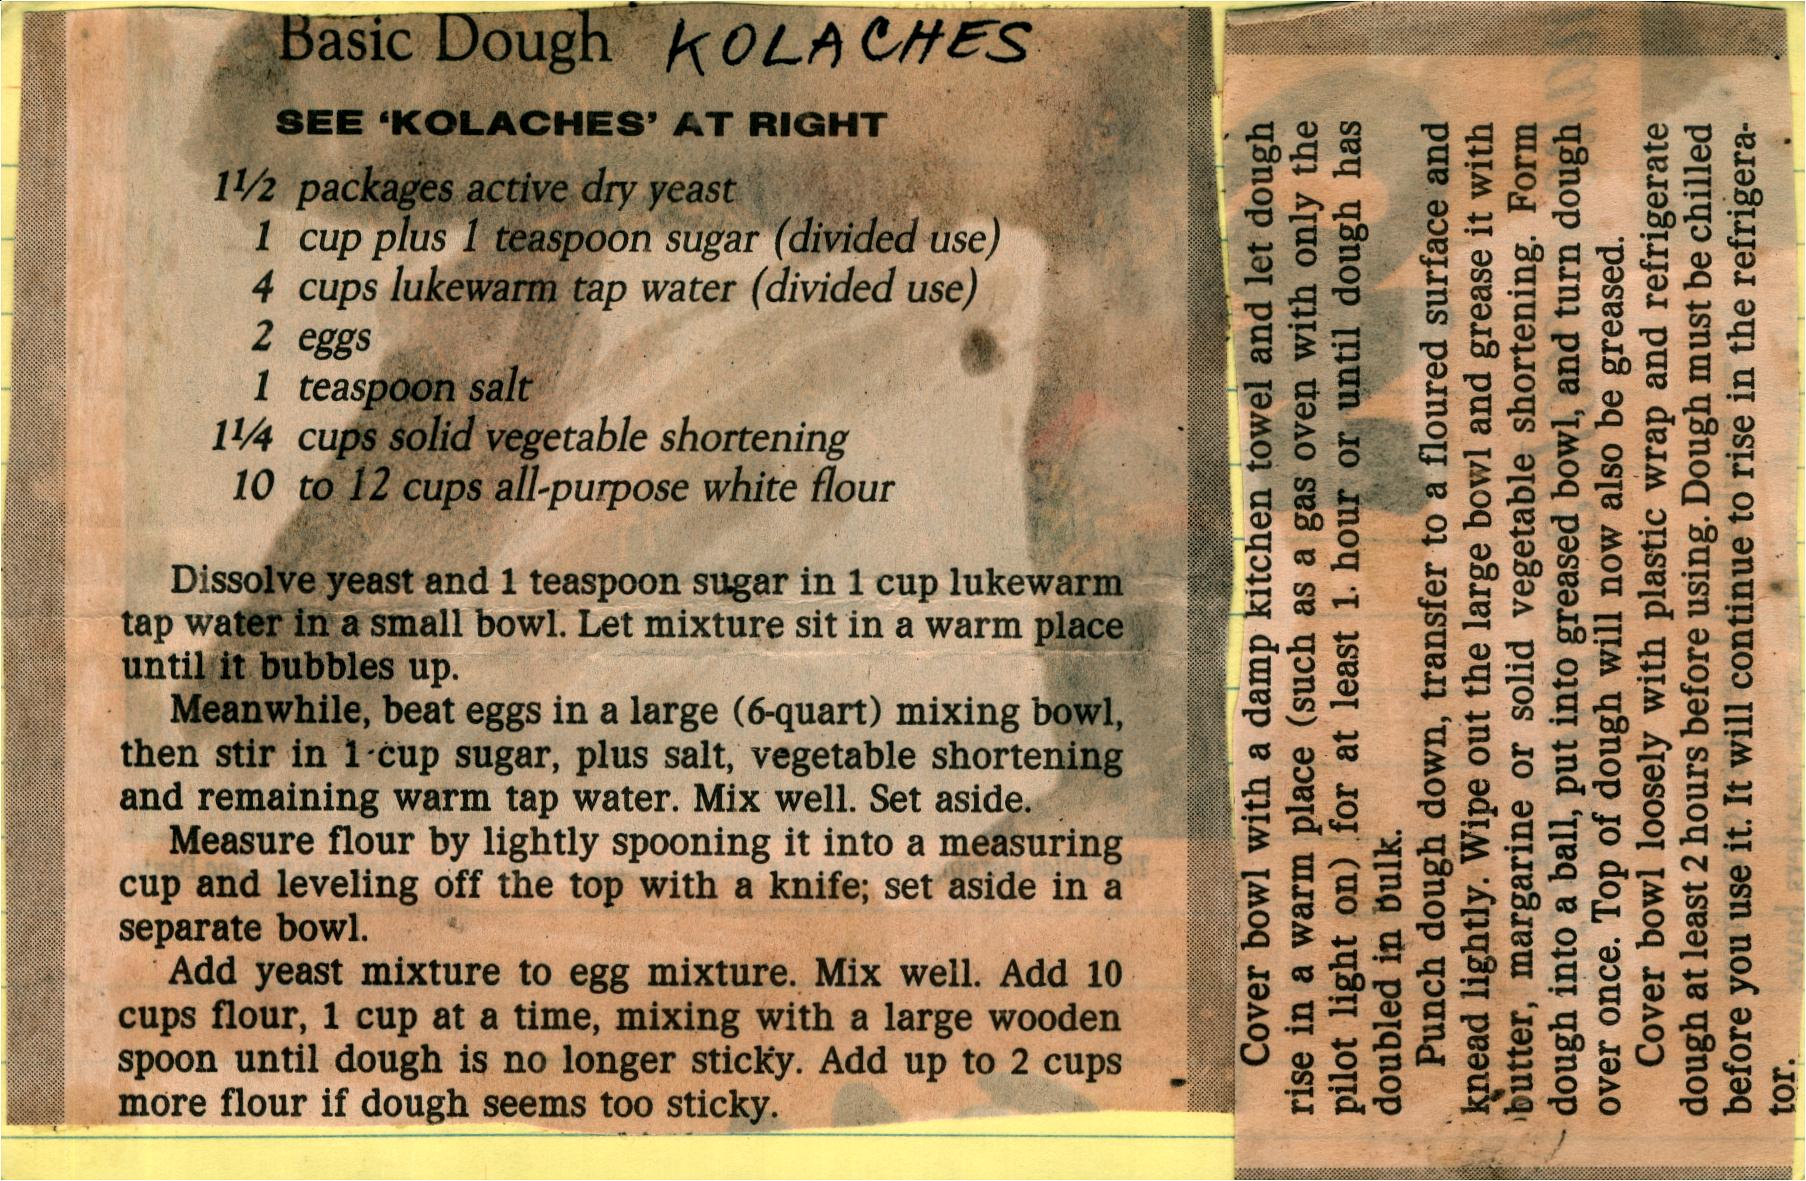 Basic Dough KOLACHES
SEE ‘KOLACHES’ AT RIGHT
1½ packages active dry yeast
1 cup plus 1 teaspoon sugar (divided use)
4 cups lukewarm tap water (divided use)
2 eggs
1 teaspoon salt
1¼ cups solid vegetable shortening
10 to 12 cups all-purpose white flour
Dissolve yeast and 1 teaspoon sugar in 1 cup lukewarm
tap water in a small bowl. Let mixture sit in a warm place
until it bubbles up.
Meanwhile, beat eggs in a large (6-quart) mixing bowl,
then stir in 1 cup sugar, plus salt, vegetable shortening
and remaining warm tap water. Mix well. Set aside.
Measure flour by lightly spooning it into a measuring
cup and leveling off the top with a knife; set aside in a
separate bowl.
Add yeast mixture to egg mixture. Mix well. Add 10
cups flour, 1 cup at a time, mixing with a large wooden
spoon until dough is no longer sticky. Add up to 2 cups
more flour if dough seems too sticky.
Cover bowl with a damp kitchen towel and let dough
rise in a warm place (such as a gas oven with only the
pilot light on) for at least 1 hour or until dough has
doubled in bulk.
Punch dough down, transfer to a floured surface and
knead lightly. Wipe out the large bowl and grease it with
butter, margarine or solid vegetable shortening. Form
dough into a ball, put into greased bowl, and turn dough
over once. Top of dough will now also be greased.
Cover bowl loosely with plastic wrap and refrigerate
dough at least 2 hours before using. Dough must be chilled
before you use it. It will continue to rise in the refrigera-
tor.